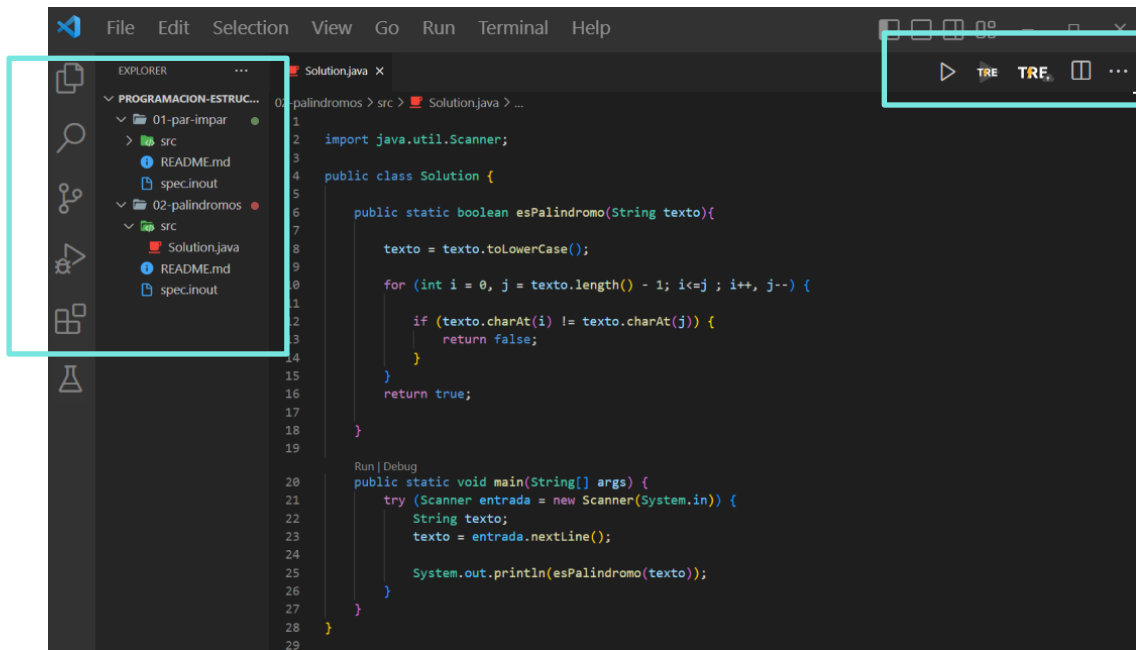 File Edit Selection View Go Run Terminal Help
EXPLORER ...
PROGRAMACION-ESTRUC...
01-par-impar
src
README.md
spec.inout
02-palindromos
src
Solution.java
README.md
spec.inout
Solution.java
TRE TRE
02-palindromos > src > Solution.java > ...
1
2 import java.util.Scanner;
3
4 public class Solution {
5
6 public static boolean esPalindromo(String texto){
7
8 texto = texto.toLowerCase();
9
10 for (int i = 0, j = texto.length() - 1; i<=j ; i++, j--) {
11
12 if (texto.charAt(i) != texto.charAt(j)) {
13 return false;
14 }
15 }
16 return true;
17
18 }
19
Run | Debug
20 public static void main(String[] args) {
21 try (Scanner entrada = new Scanner(System.in)) {
22 String texto;
23 texto = entrada.nextLine();
24
25 System.out.println(esPalindromo(texto));
26 }
27 }
28 }
29